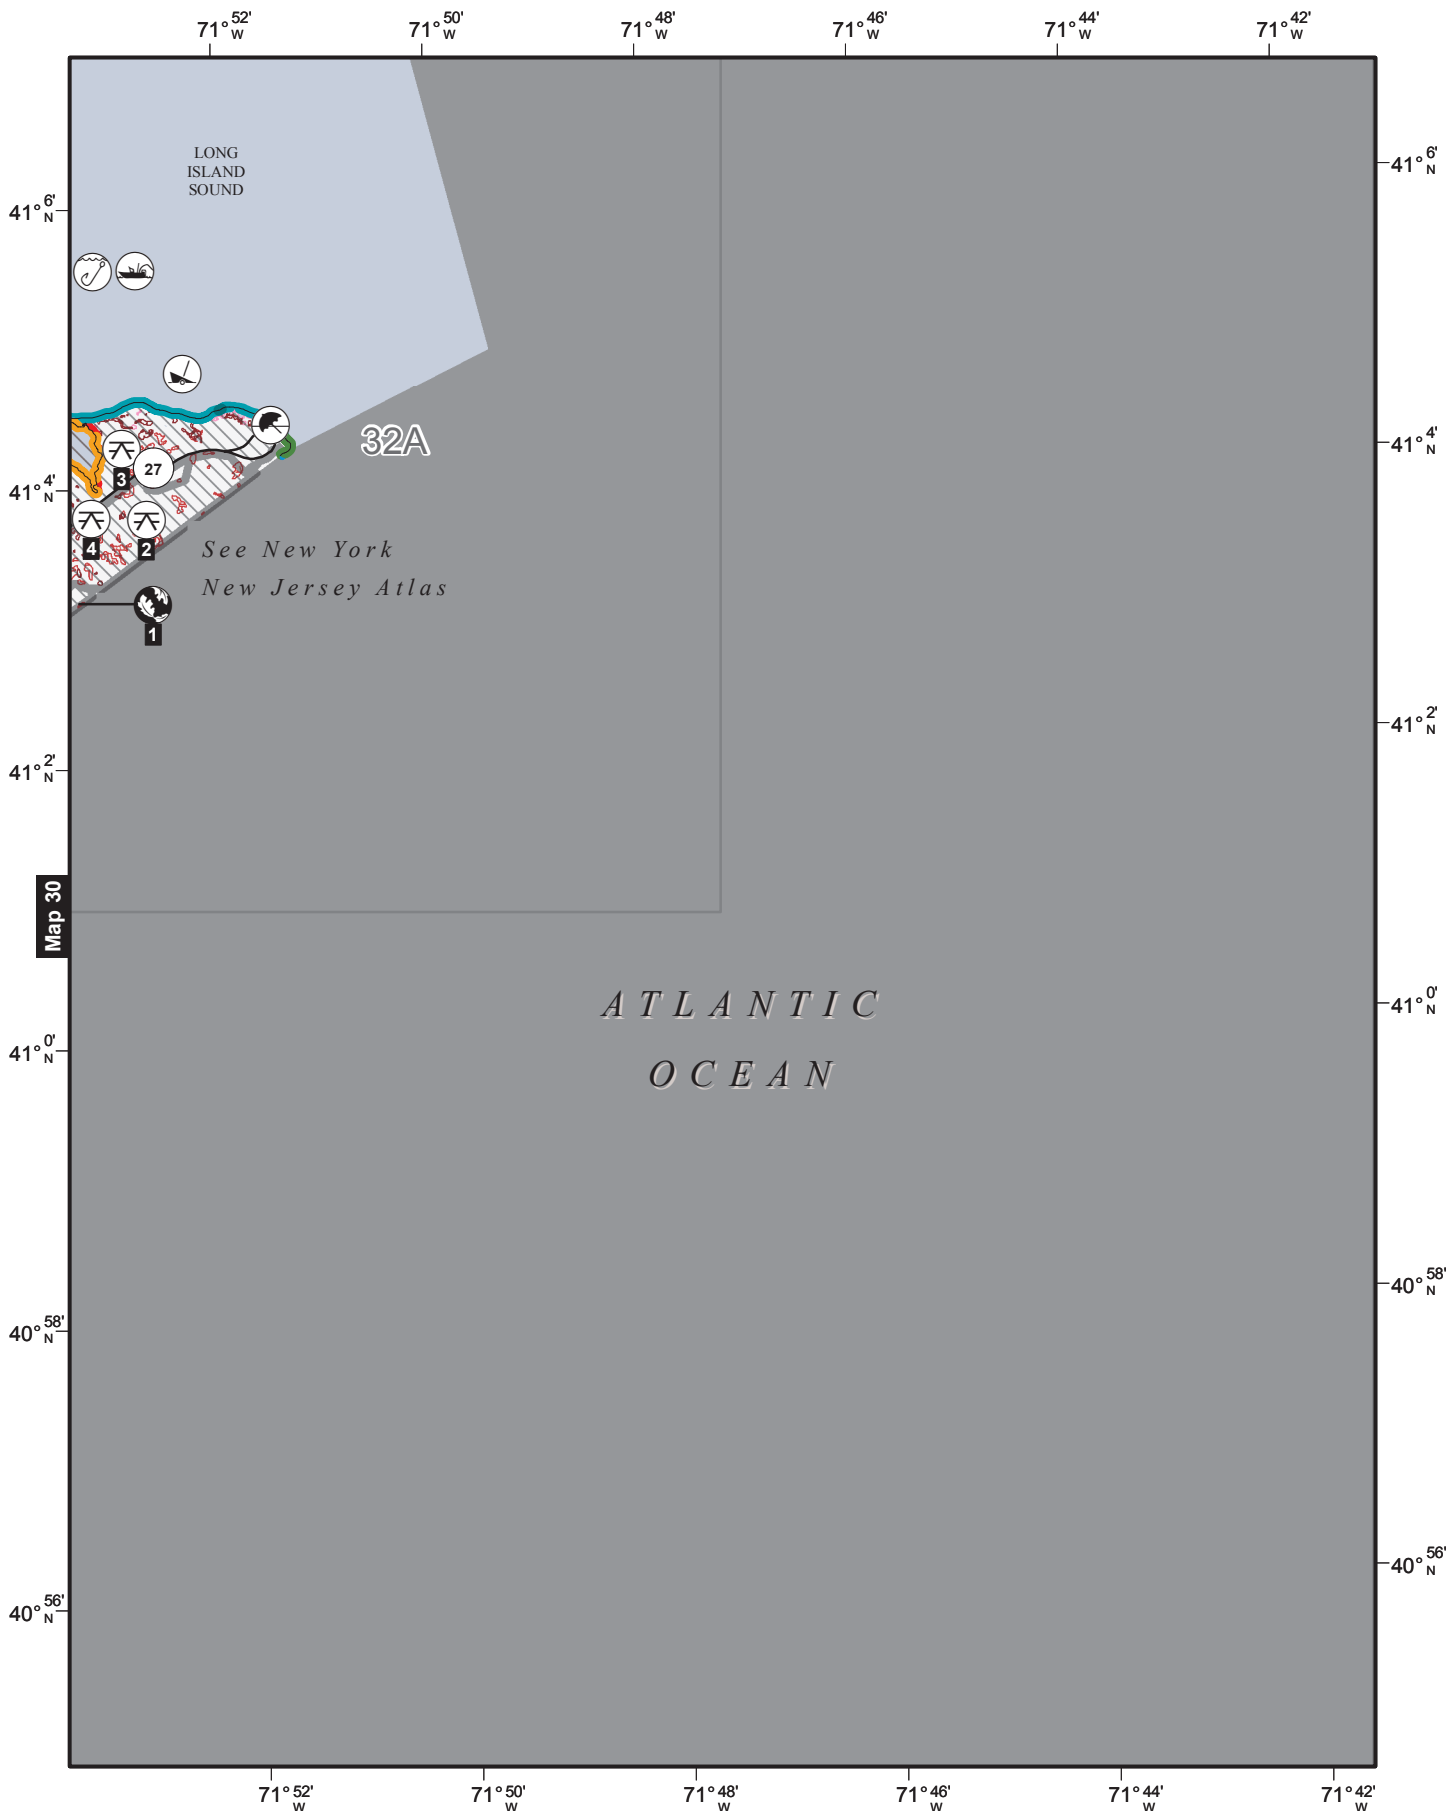 71° 52' W 71° 50' W 71° 48' W 71° 46' W 71° 44' W 71° 42' W
LONG
ISLAND
SOUND
41° 6' N
41° 6' N
32A
41° 4' N
27
3
41° 4' N
4 2
See New York
New Jersey Atlas
1
41° 2' N
41° 2' N
Map 30
ATLANTIC
41° 0' N
41° 0' N
OCEAN
40° 58' N
40° 58' N
40° 56' N
40° 56' N
71° 52' W 71° 50' W 71° 48' W 71° 46' W 71° 44' W 71° 42' W